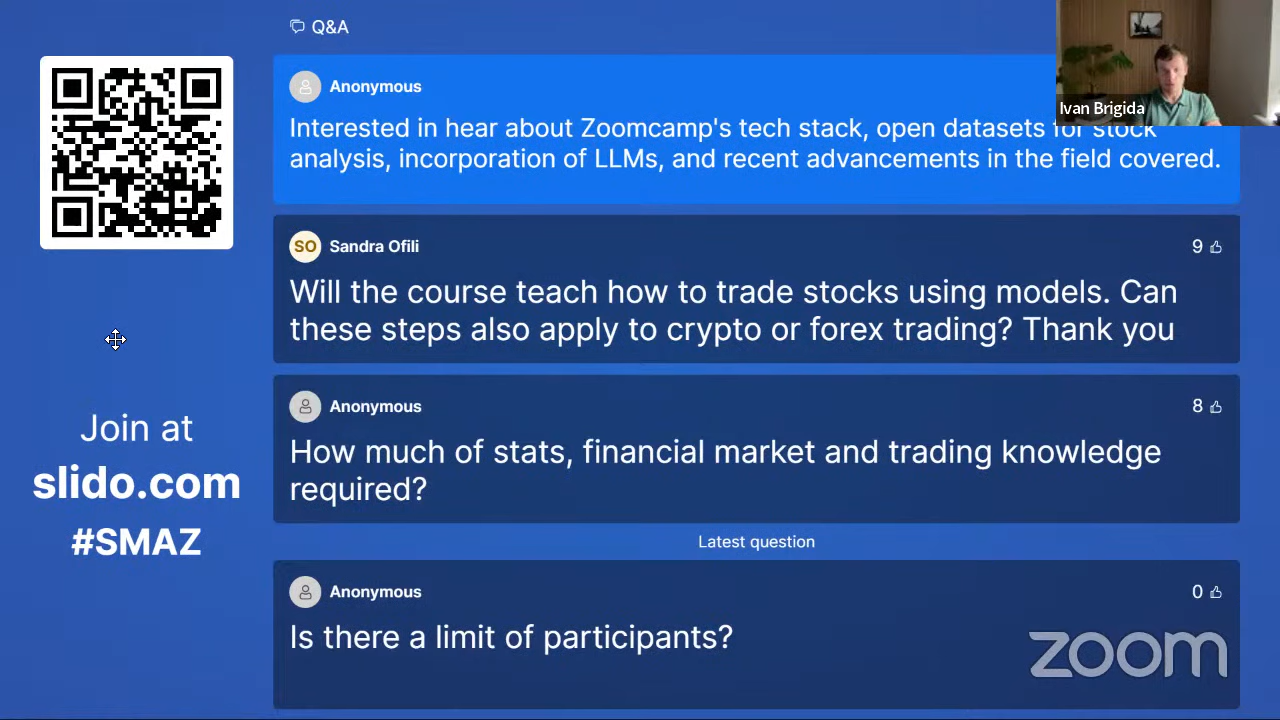 Q&A
Ivan Brigida
Anonymous
Interested in hear about Zoomcamp's tech stack, open datasets for stock
analysis, incorporation of LLMs, and recent advancements in the field covered.
SO
Sandra Ofili
9
Will the course teach how to trade stocks using models. Can
these steps also apply to crypto or forex trading? Thank you
Anonymous
8
How much of stats, financial market and trading knowledge
required?
Join at
slido.com
#SMAZ
Latest question
Anonymous
0
Is there a limit of participants?
zoom